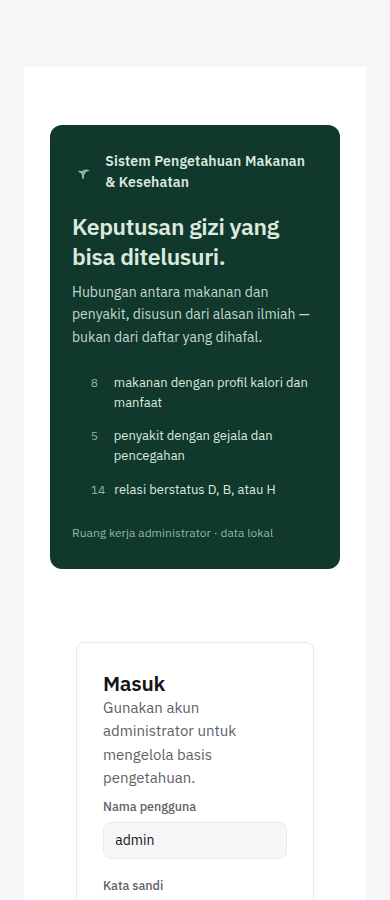 Sistem Pengetahuan Makanan
& Kesehatan
Keputusan gizi yang
bisa ditelusuri.
Hubungan antara makanan dan
penyakit, disusun dari alasan ilmiah —
bukan dari daftar yang dihafal.
8 makanan dengan profil kalori dan
manfaat
5 penyakit dengan gejala dan
pencegahan
14 relasi berstatus D, B, atau H
Ruang kerja administrator · data lokal
Masuk
Gunakan akun
administrator untuk
mengelola basis
pengetahuan.
Nama pengguna
admin
Kata sandi